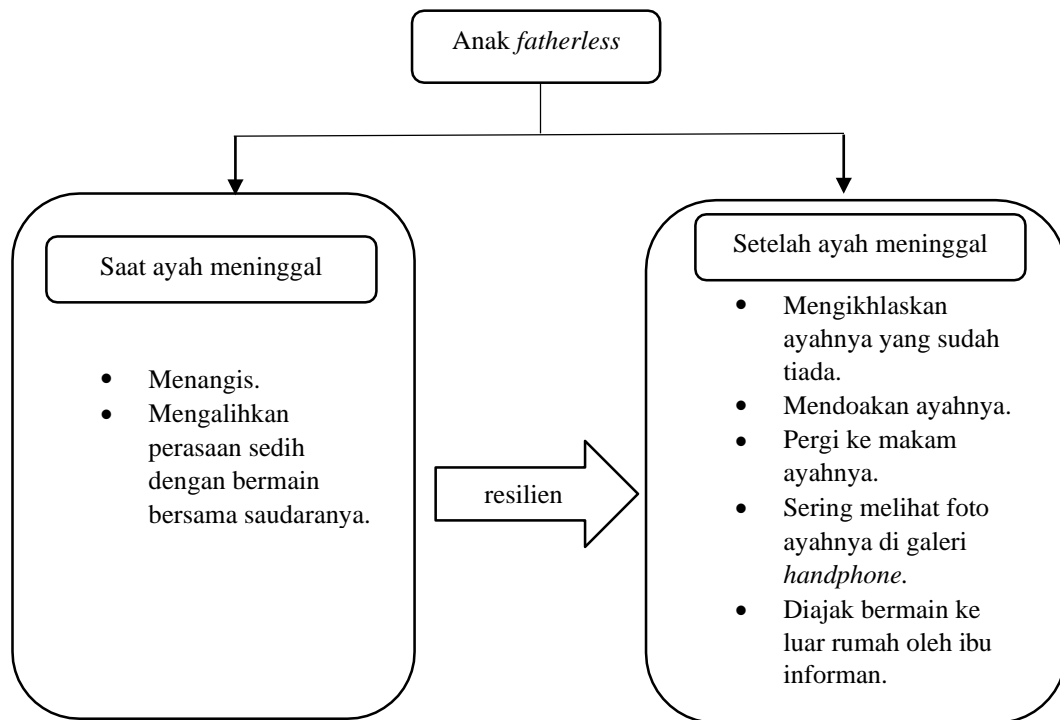 Anak fatherless
Saat ayah meninggal
• Menangis.
• Mengalihkan
perasaan sedih
dengan bermain
bersama saudaranya.
resilien
Setelah ayah meninggal
• Mengikhlaskan
ayahnya yang sudah
tiada.
• Mendoakan ayahnya.
• Pergi ke makam
ayahnya.
• Sering melihat foto
ayahnya di galeri
handphone.
• Diajak bermain ke
luar rumah oleh ibu
informan.